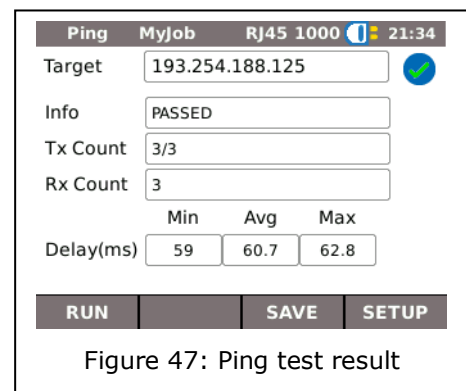 Ping MyJob RJ45 1000 21:34
Target 193.254.188.125
Info PASSED
Tx Count 3/3
Rx Count 3
Min Avg Max
Delay(ms) 59 60.7 62.8
RUN SAVE SETUP
Figure 47: Ping test result